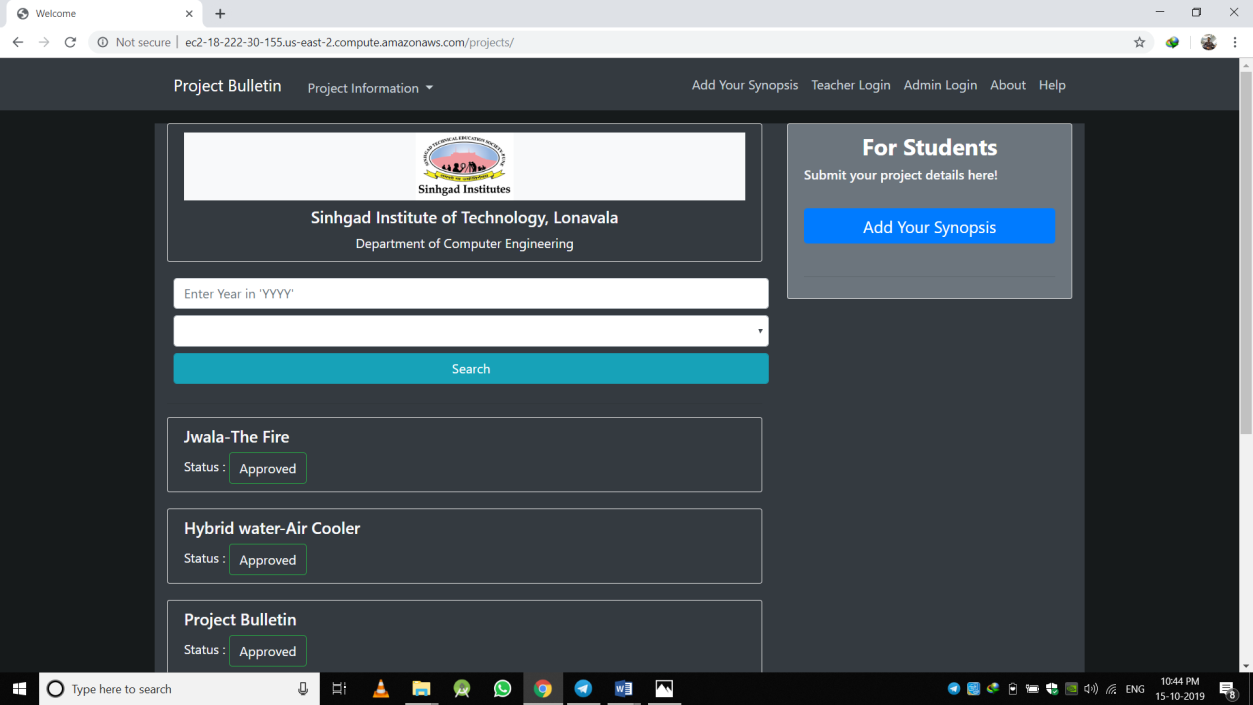 Welcome
Not secure | ec2-18-222-30-155.us-east-2.compute.amazonaws.com/projects/
Project Bulletin
Project Information
Add Your Synopsis
Teacher Login
Admin Login
About
Help
SINHGAD TECHNICAL EDUCATION SOCIETY
Sinhgad Institutes
Sinhgad Institute of Technology, Lonavala
Department of Computer Engineering
For Students
Submit your project details here!
Add Your Synopsis
Enter Year in 'YYYY'
Search
Jwala-The Fire
Status : Approved
Hybrid water-Air Cooler
Status : Approved
Project Bulletin
Status : Approved
Type here to search
ENG
10:44 PM
15-10-2019
8